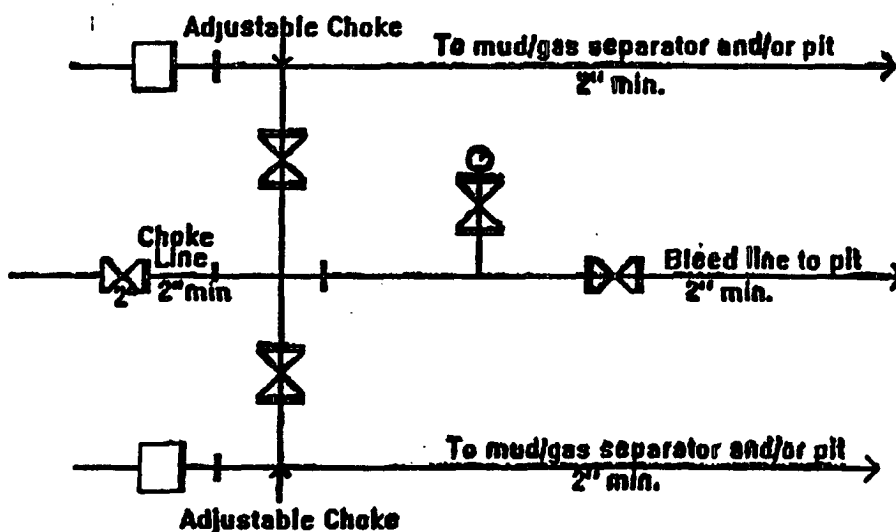 Adjustable Choke
To mud/gas separator and/or pit
2" min.
Choke
Line
2"
2" min
Bleed line to pit
2" min.
To mud/gas separator and/or pit
2" min.
Adjustable Choke